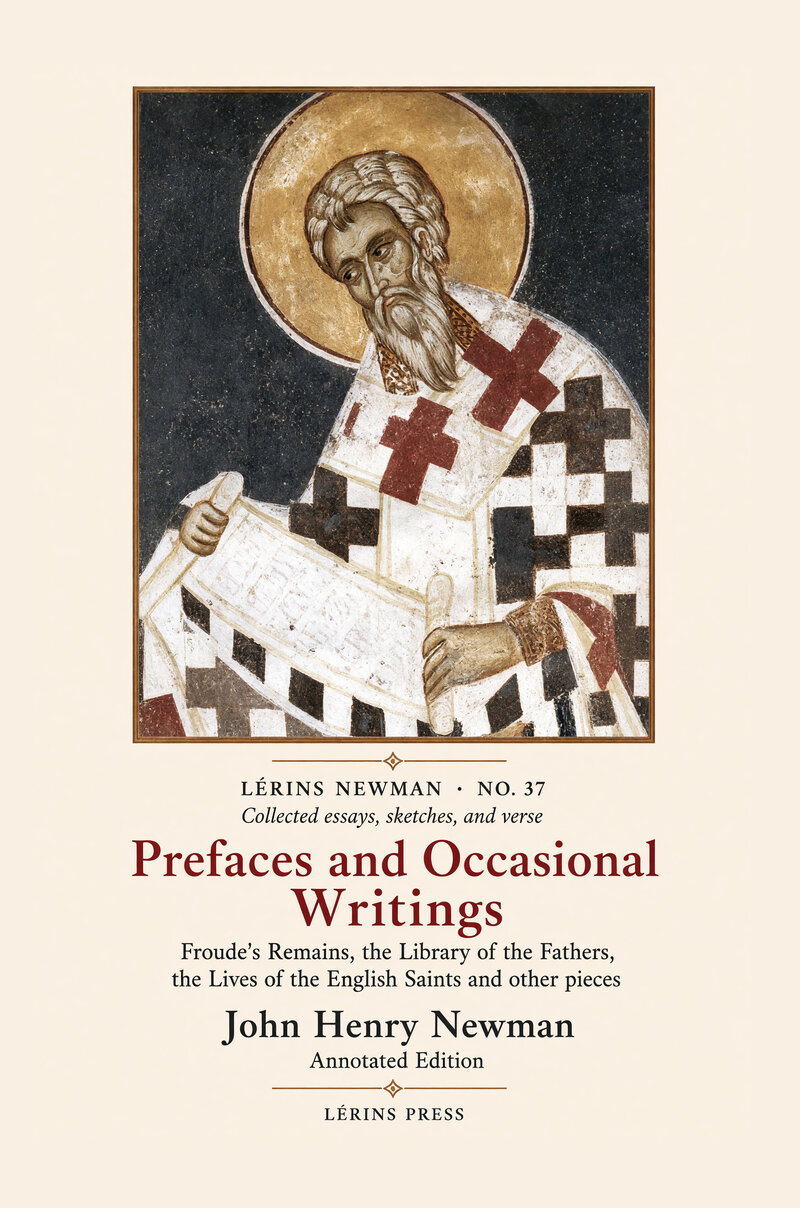 LÉRINS NEWMAN · NO. 37
Collected essays, sketches, and verse
Prefaces and Occasional
Writings
Froude's Remains, the Library of the Fathers,
the Lives of the English Saints and other pieces
John Henry Newman
Annotated Edition
LÉRINS PRESS